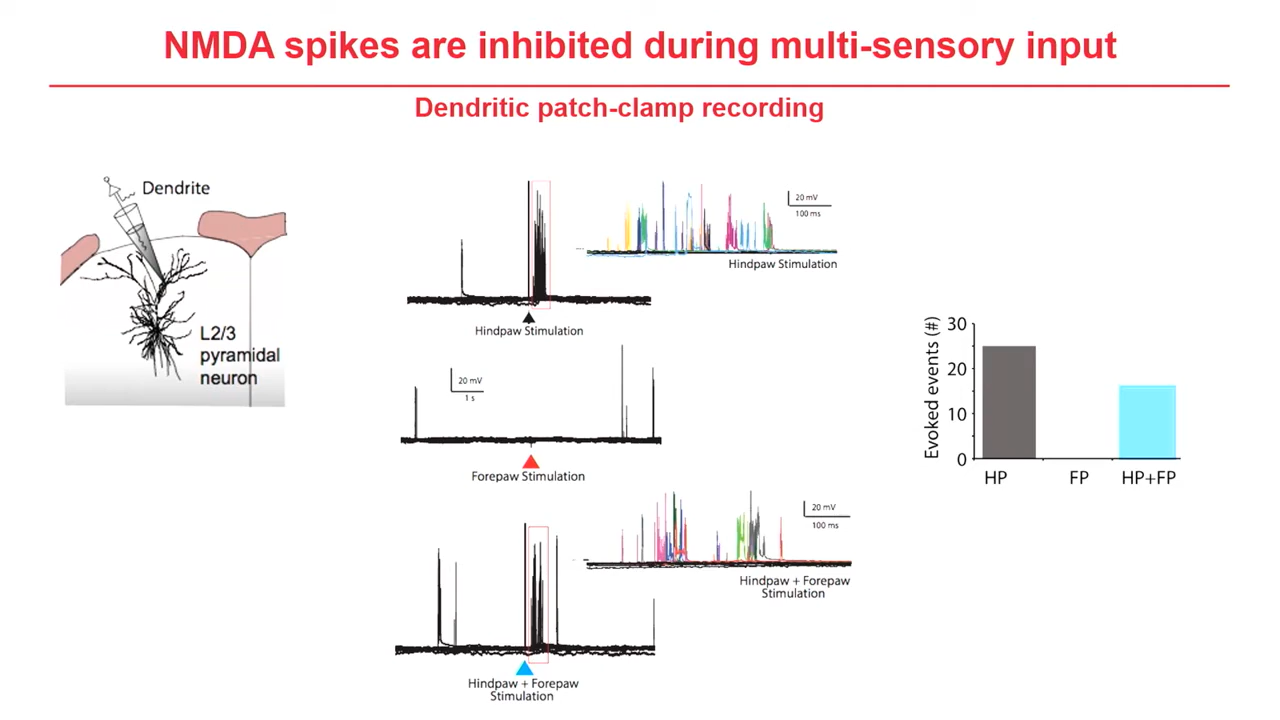 NMDA spikes are inhibited during multi-sensory input
Dendritic patch-clamp recording
Dendrite
L2/3
pyramidal
neuron
20 mV
100 ms
Hindpaw Stimulation
Hindpaw Stimulation
20 mV
1 s
Forepaw Stimulation
20 mV
100 ms
Hindpaw + Forepaw
Stimulation
Hindpaw + Forepaw
Stimulation
Evoked events (#)
30
20
10
0
HP
FP
HP+FP